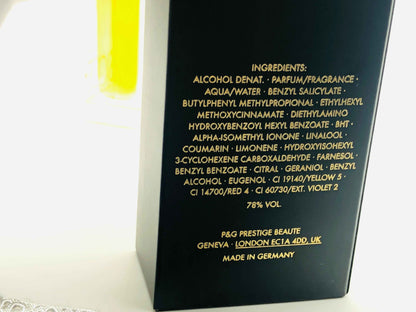 INGREDIENTS:
ALCOHOL DENAT. · PARFUM/FRAGRANCE ·
AQUA/WATER · BENZYL SALICYLATE ·
BUTYLPHENYL METHYLPROPIONAL · ETHYLHEXYL
METHOXYCINNAMATE · DIETHYLAMINO
HYDROXYBENZOYL HEXYL BENZOATE · BHT ·
ALPHA-ISOMETHYL IONONE · LINALOOL ·
COUMARIN · LIMONENE · HYDROXYISOHEXYL
3-CYCLOHEXENE CARBOXALDEHYDE · FARNESOL ·
BENZYL BENZOATE · CITRAL · GERANIOL · BENZYL
ALCOHOL · EUGENOL · CI 19140/YELLOW 5 ·
CI 14700/RED 4 · CI 60730/EXT. VIOLET 2
78% VOL.
P&G PRESTIGE BEAUTE
GENEVA · LONDON EC1A 4DD, UK
MADE IN GERMANY